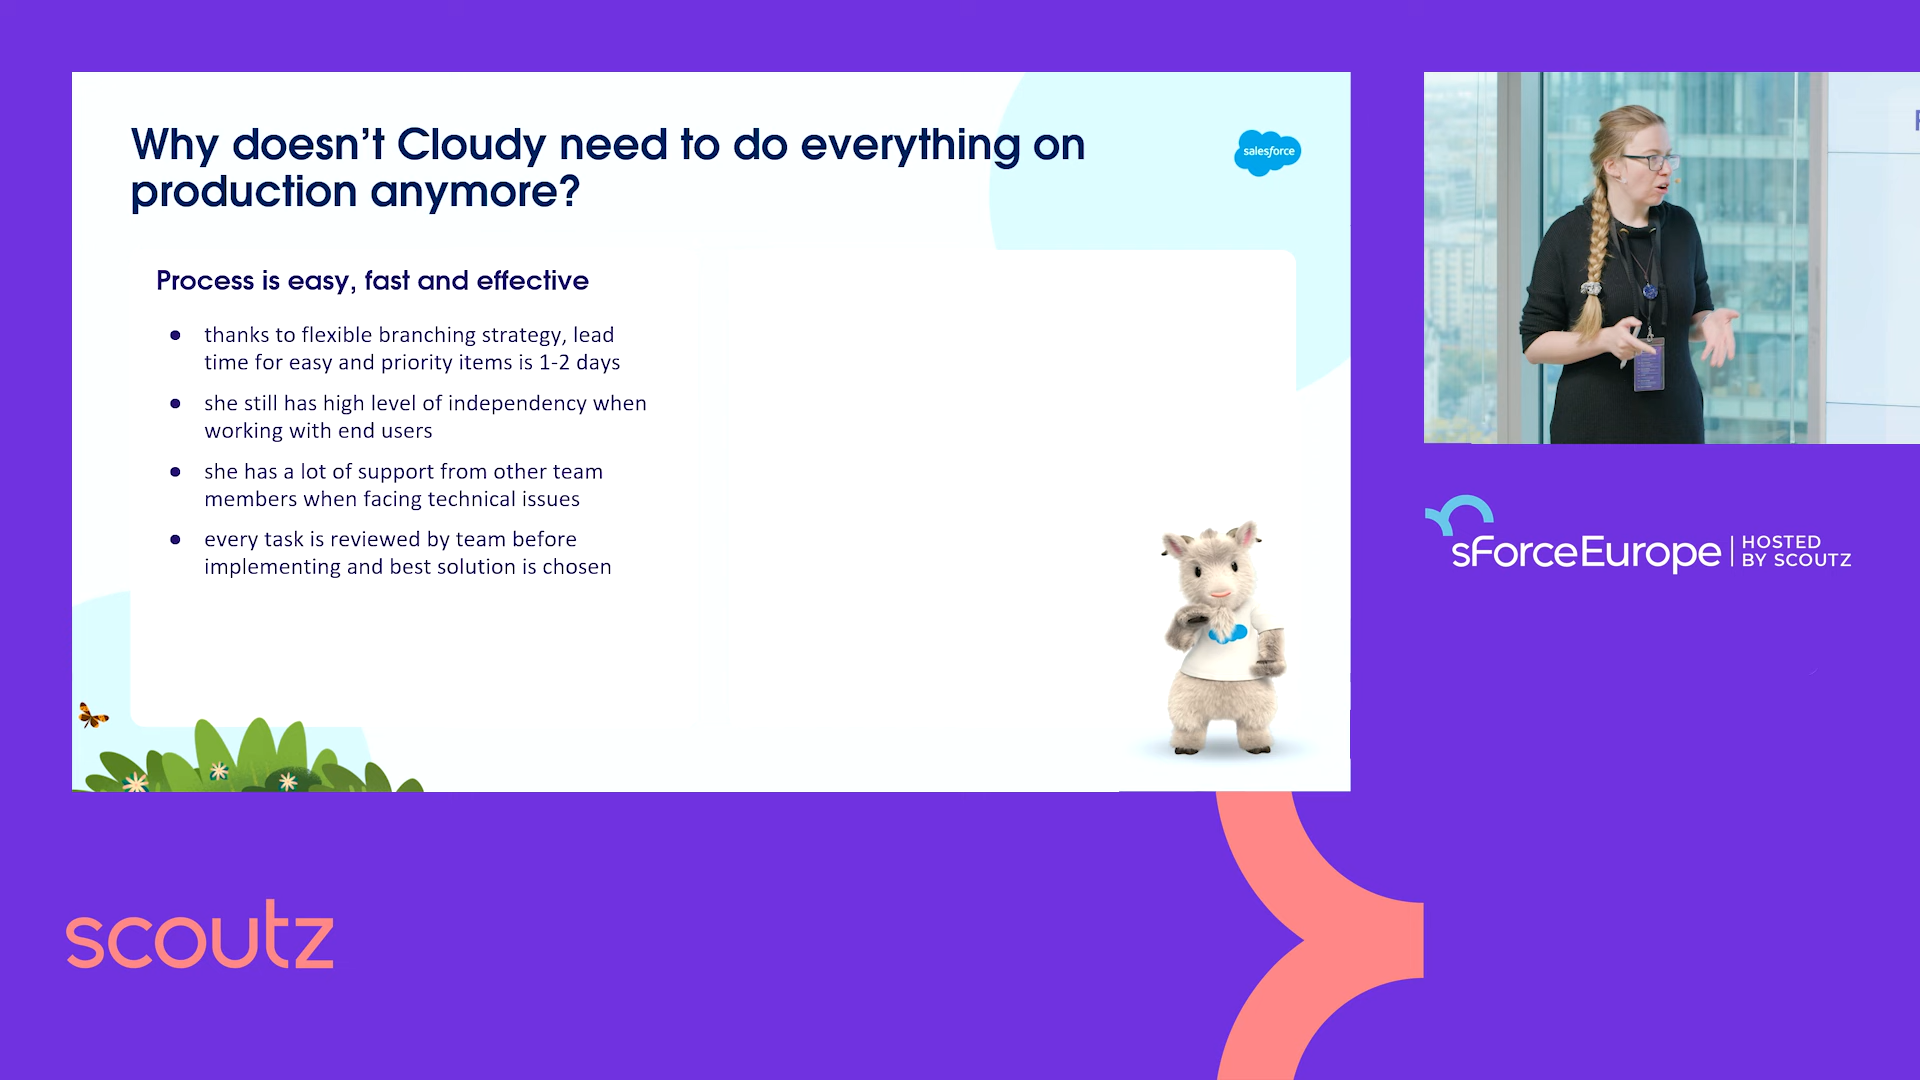 Why doesn’t Cloudy need to do everything on
production anymore?
salesforce
Process is easy, fast and effective
● thanks to flexible branching strategy, lead
time for easy and priority items is 1-2 days
● she still has high level of independency when
working with end users
● she has a lot of support from other team
members when facing technical issues
● every task is reviewed by team before
implementing and best solution is chosen
sForceEurope
HOSTED
BY SCOUTZ
scoutz